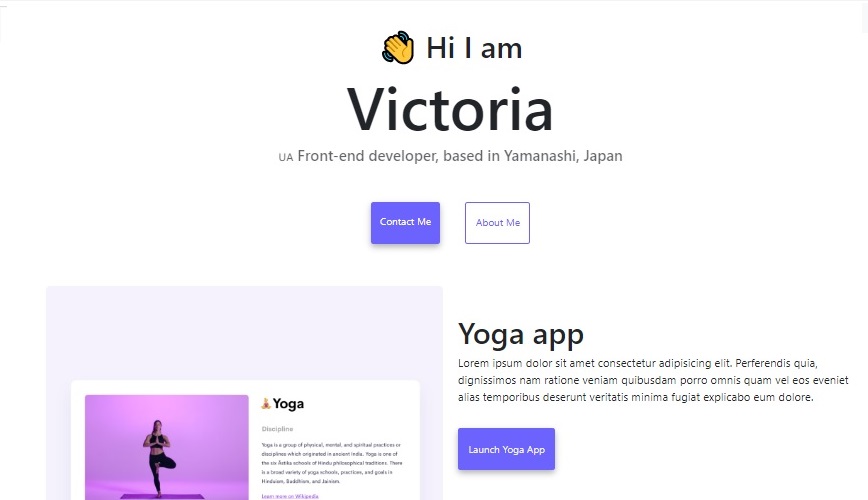 Hi I am
Victoria
UA Front-end developer, based in Yamanashi, Japan
Contact Me
About Me
Yoga app
Lorem ipsum dolor sit amet consectetur adipisicing elit. Perferendis quia,
dignissimos nam ratione veniam quibusdam porro omnis quam vel eos eveniet
alias temporibus deserunt veritatis minima fugiat explicabo eum dolore.
Launch Yoga App
Yoga
Discipline
Yoga is a group of physical, mental, and spiritual practices or
disciplines which originated in ancient India. Yoga is one of
the six Āstika schools of Hindu philosophical traditions. There
is a broad variety of yoga schools, practices, and goals in
Hinduism, Buddhism, and Jainism.
Learn more on Wikipedia